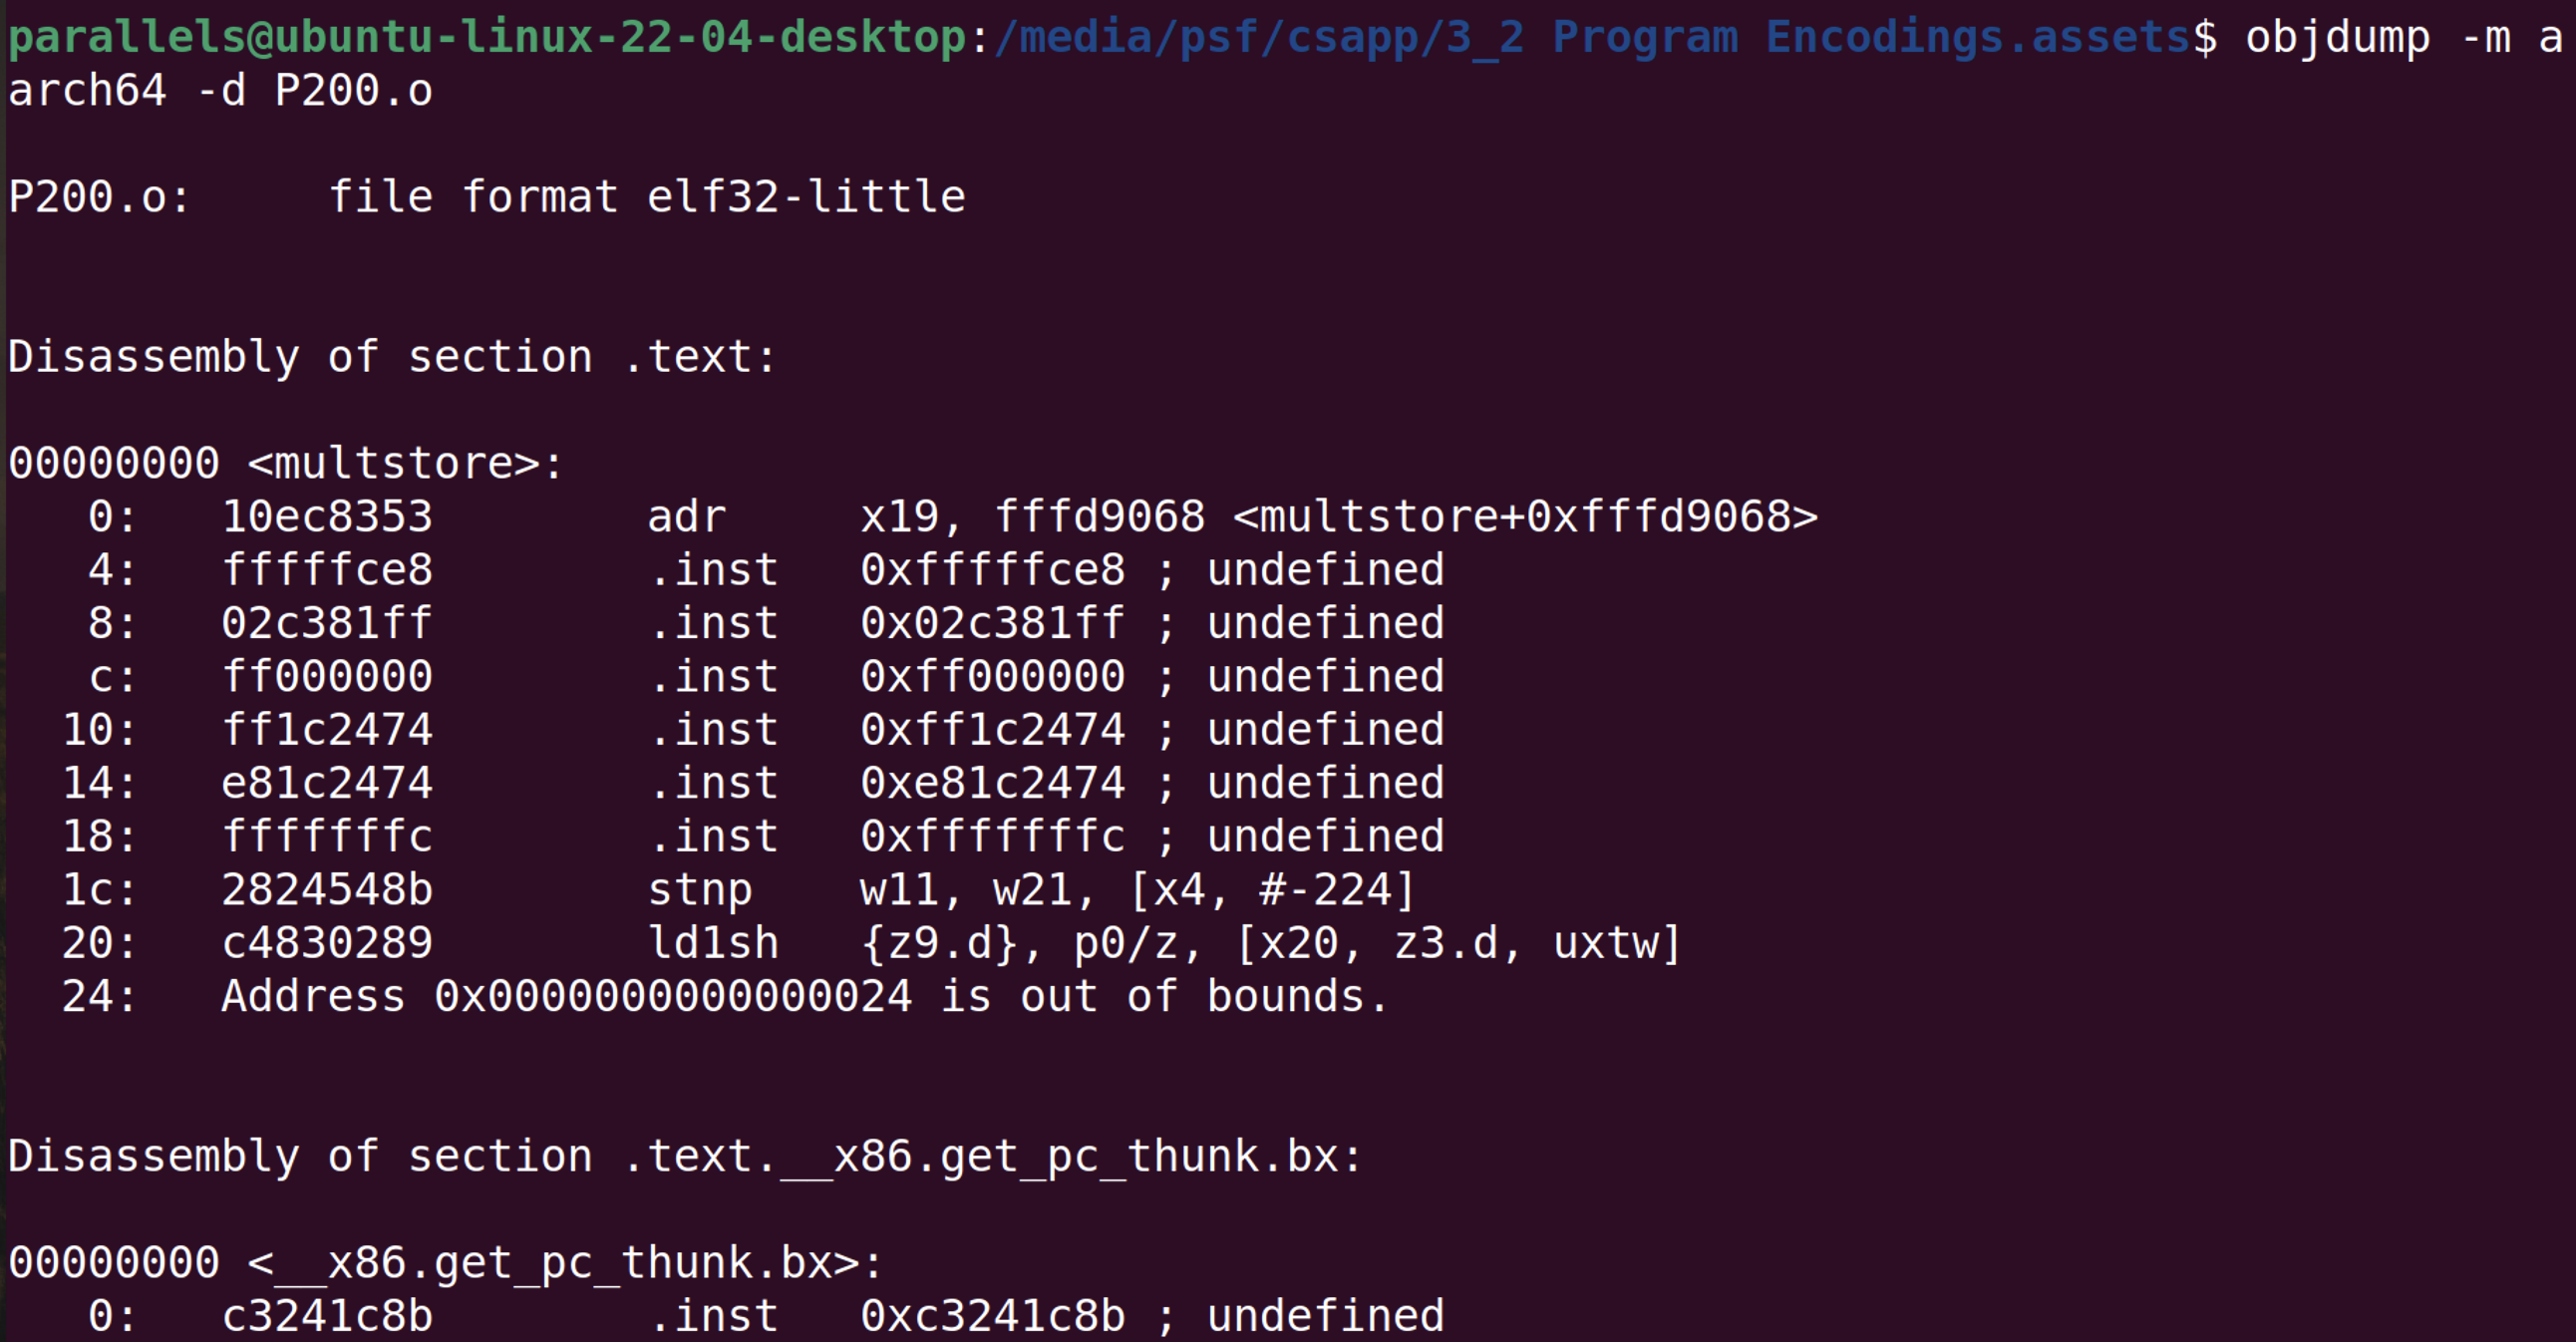 parallels@ubuntu-linux-22-04-desktop:/media/psf/csapp/3_2 Program Encodings.assets$ objdump -m a
arch64 -d P200.o
P200.o:     file format elf32-little
Disassembly of section .text:
00000000 <multstore>:
   0:   10ec8353        adr     x19, fffd9068 <multstore+0xfffd9068>
   4:   fffffce8        .inst   0xfffffce8 ; undefined
   8:   02c381ff        .inst   0x02c381ff ; undefined
   c:   ff000000        .inst   0xff000000 ; undefined
  10:   ff1c2474        .inst   0xff1c2474 ; undefined
  14:   e81c2474        .inst   0xe81c2474 ; undefined
  18:   fffffffc        .inst   0xfffffffc ; undefined
  1c:   2824548b        stnp    w11, w21, [x4, #-224]
  20:   c4830289        ld1sh   {z9.d}, p0/z, [x20, z3.d, uxtw]
  24:   Address 0x0000000000000024 is out of bounds.
Disassembly of section .text.__x86.get_pc_thunk.bx:
00000000 <__x86.get_pc_thunk.bx>:
   0:   c3241c8b        .inst   0xc3241c8b ; undefined